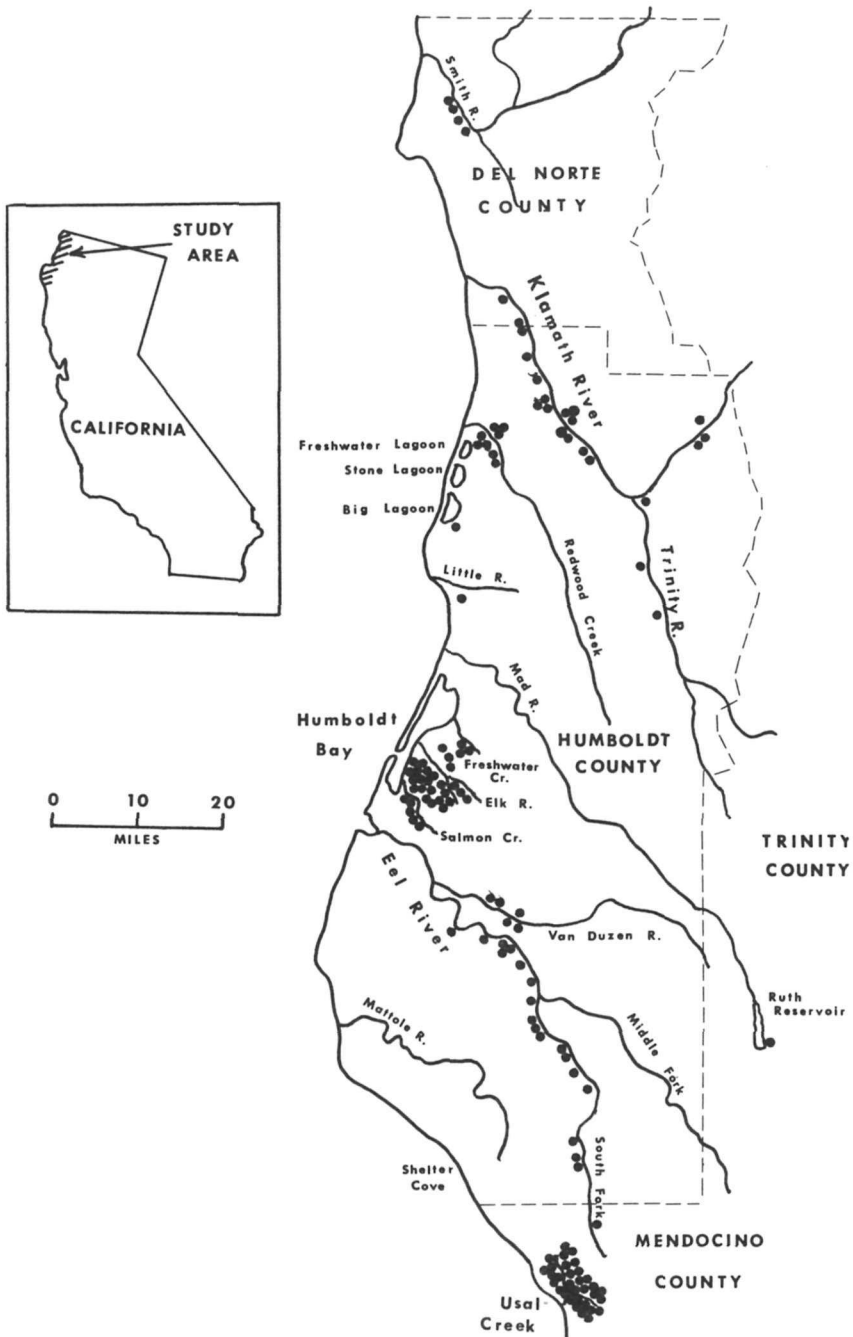 Smith R.
DEL NORTE
COUNTY
STUDY
AREA
CALIFORNIA
Klamath River
Freshwater Lagoon
Stone Lagoon
Big Lagoon
Redwood Creek
Trinity R.
Little R.
Mad R.
Humboldt
Bay
HUMBOLDT
COUNTY
Freshwater
Cr.
Elk R.
Salmon Cr.
0 10 20
MILES
TRINITY
COUNTY
Eel River
Van Duzen R.
Ruth
Reservoir
Mattole R.
Middle Fork
South Fork
Shelter
Cove
MENDOCINO
COUNTY
Usal
Creek